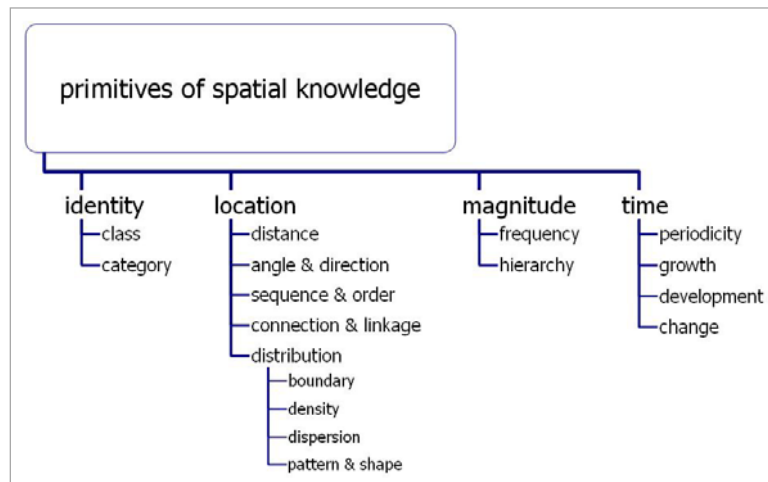 primitives of spatial knowledge
identity
class
category
location
distance
angle & direction
sequence & order
connection & linkage
distribution
boundary
density
dispersion
pattern & shape
magnitude
frequency
hierarchy
time
periodicity
growth
development
change